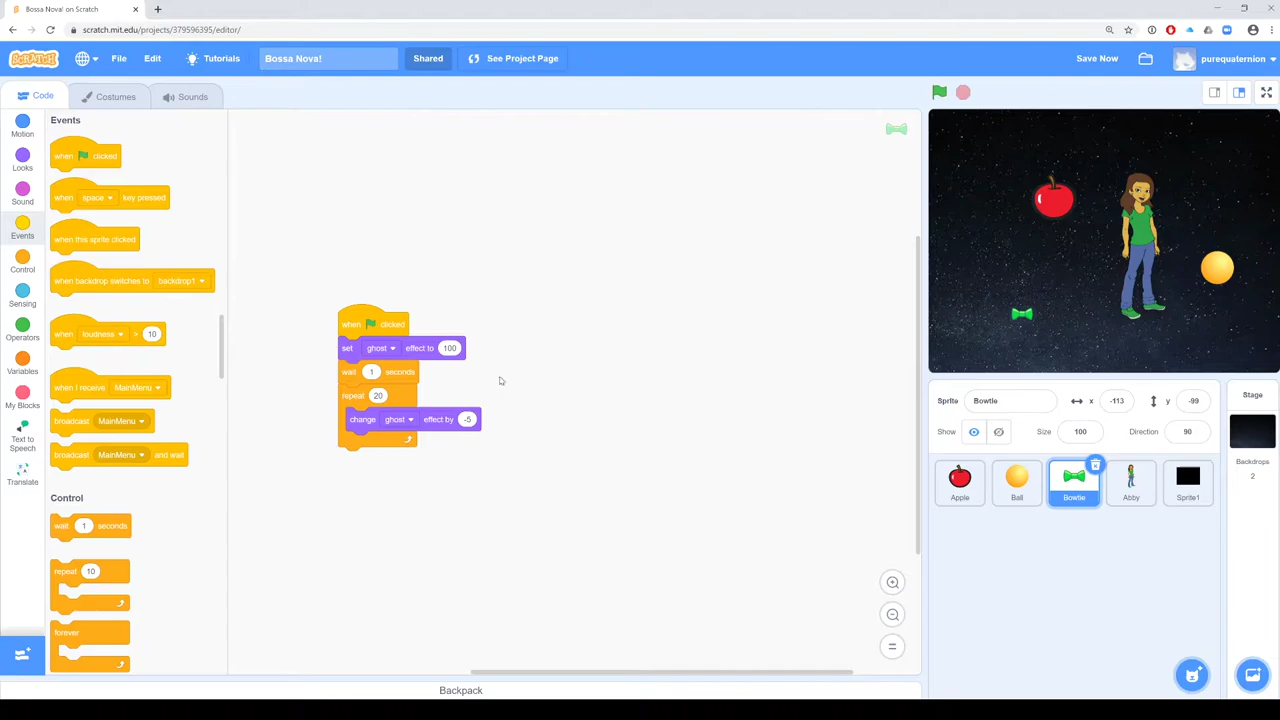 Bossa Nova! on Scratch
scratch.mit.edu/projects/379596395/editor/
SCRATCH File Edit Tutorials Bossa Nova! Shared See Project Page Save Now purequaternion
Code Costumes Sounds
Motion
Looks
Sound
Events
Control
Sensing
Operators
Variables
My Blocks
Text to
Speech
Translate
Events
when clicked
when space key pressed
when this sprite clicked
when backdrop switches to backdrop1
when loudness > 10
when I receive MainMenu
broadcast MainMenu
broadcast MainMenu and wait
Control
wait 1 seconds
repeat 10
forever
when clicked
set ghost effect to 100
wait 1 seconds
repeat 20
change ghost effect by -5
Backpack
Sprite Bowtie x -113 y -99
Show Size 100 Direction 90
Apple Ball Bowtie Abby Sprite1
Stage
Backdrops
2